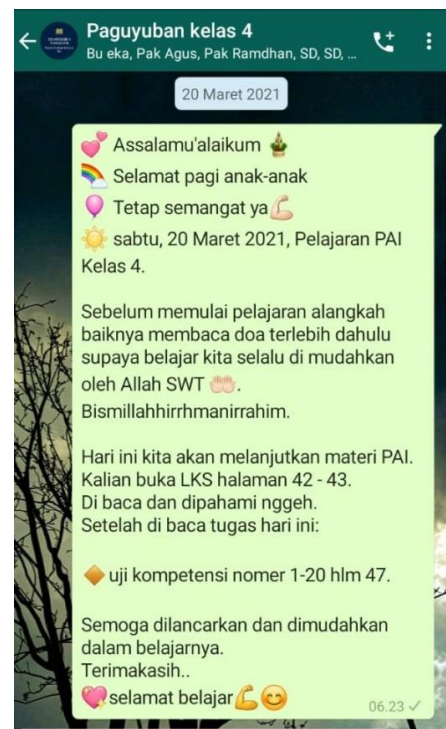 Paguyuban kelas 4
Bu eka, Pak Agus, Pak Ramdhan, SD, SD, ...
20 Maret 2021
💕 Assalamu'alaikum 🎍
🌈 Selamat pagi anak-anak
🎈 Tetap semangat ya💪🏻
🌞 sabtu, 20 Maret 2021, Pelajaran PAI
Kelas 4.
Sebelum memulai pelajaran alangkah
baiknya membaca doa terlebih dahulu
supaya belajar kita selalu di mudahkan
oleh Allah SWT 🤲🏻.
Bismillahhirrhmanirrahim.
Hari ini kita akan melanjutkan materi PAI.
Kalian buka LKS halaman 42 - 43.
Di baca dan dipahami nggeh.
Setelah di baca tugas hari ini:
🔶 uji kompetensi nomer 1-20 hlm 47.
Semoga dilancarkan dan dimudahkan
dalam belajarnya.
Terimakasih..
💖selamat belajar💪😊
06.23 ✓